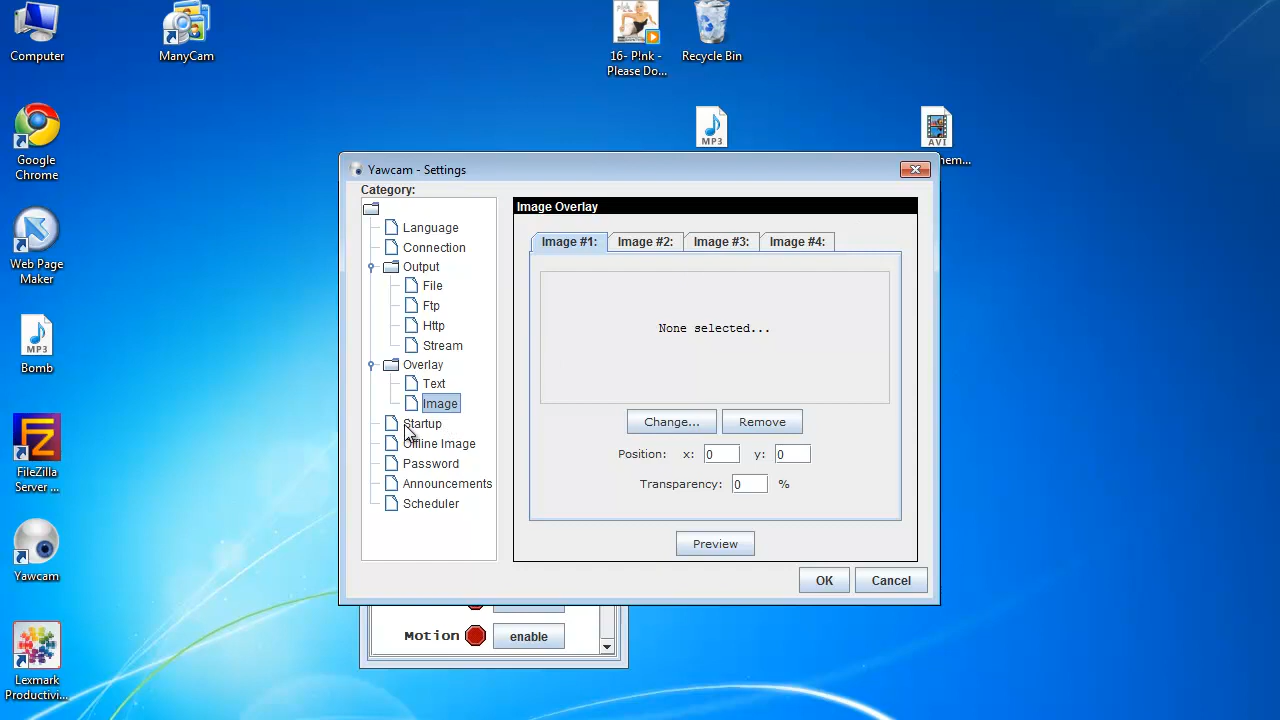 Computer
ManyCam
16- P!nk -
Please Do...
Recycle Bin
Google
Chrome
MP3
AVI
hem...
Web Page
Maker
MP3
Bomb
FileZilla
Server ...
Yawcam
Lexmark
Productivi...
Yawcam - Settings
Category:
Language
Connection
Output
File
Ftp
Http
Stream
Overlay
Text
Image
Startup
Offline Image
Password
Announcements
Scheduler
Image Overlay
Image #1:
Image #2:
Image #3:
Image #4:
None selected...
Change...
Remove
Position: x: 0 y: 0
Transparency: 0 %
Preview
OK
Cancel
Motion
enable